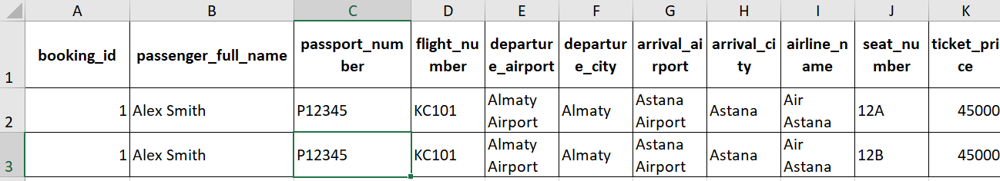 A B C D E F G H I J K
1 booking_id passenger_full_name passport_number flight_number departure_airport departure_city arrival_airport arrival_city airline_name seat_number ticket_price
2 1 Alex Smith P12345 KC101 Almaty Airport Almaty Astana Airport Astana Air Astana 12A 45000
3 1 Alex Smith P12345 KC101 Almaty Airport Almaty Astana Airport Astana Air Astana 12B 45000